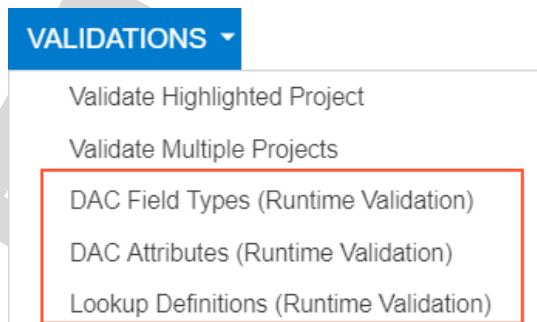 VALIDATIONS
Validate Highlighted Project
Validate Multiple Projects
DAC Field Types (Runtime Validation)
DAC Attributes (Runtime Validation)
Lookup Definitions (Runtime Validation)